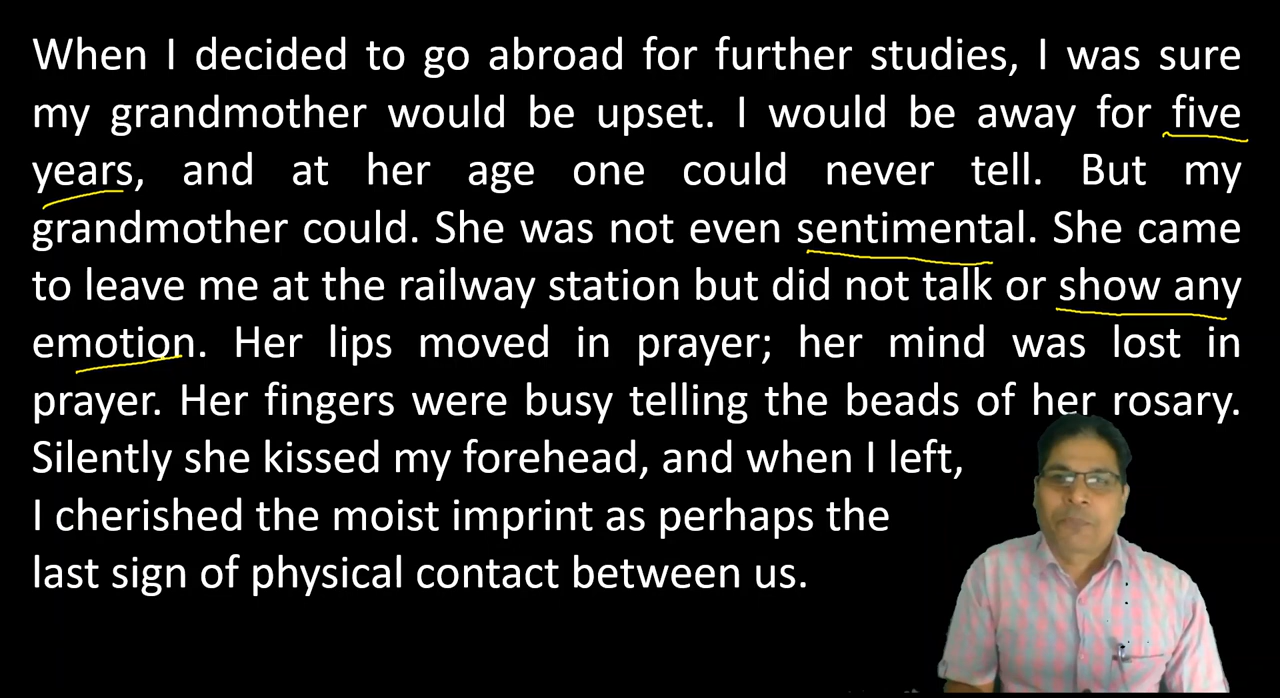 When I decided to go abroad for further studies, I was sure
my grandmother would be upset. I would be away for five
years, and at her age one could never tell. But my
grandmother could. She was not even sentimental. She came
to leave me at the railway station but did not talk or show any
emotion. Her lips moved in prayer; her mind was lost in
prayer. Her fingers were busy telling the beads of her rosary.
Silently she kissed my forehead, and when I left,
I cherished the moist imprint as perhaps the
last sign of physical contact between us.